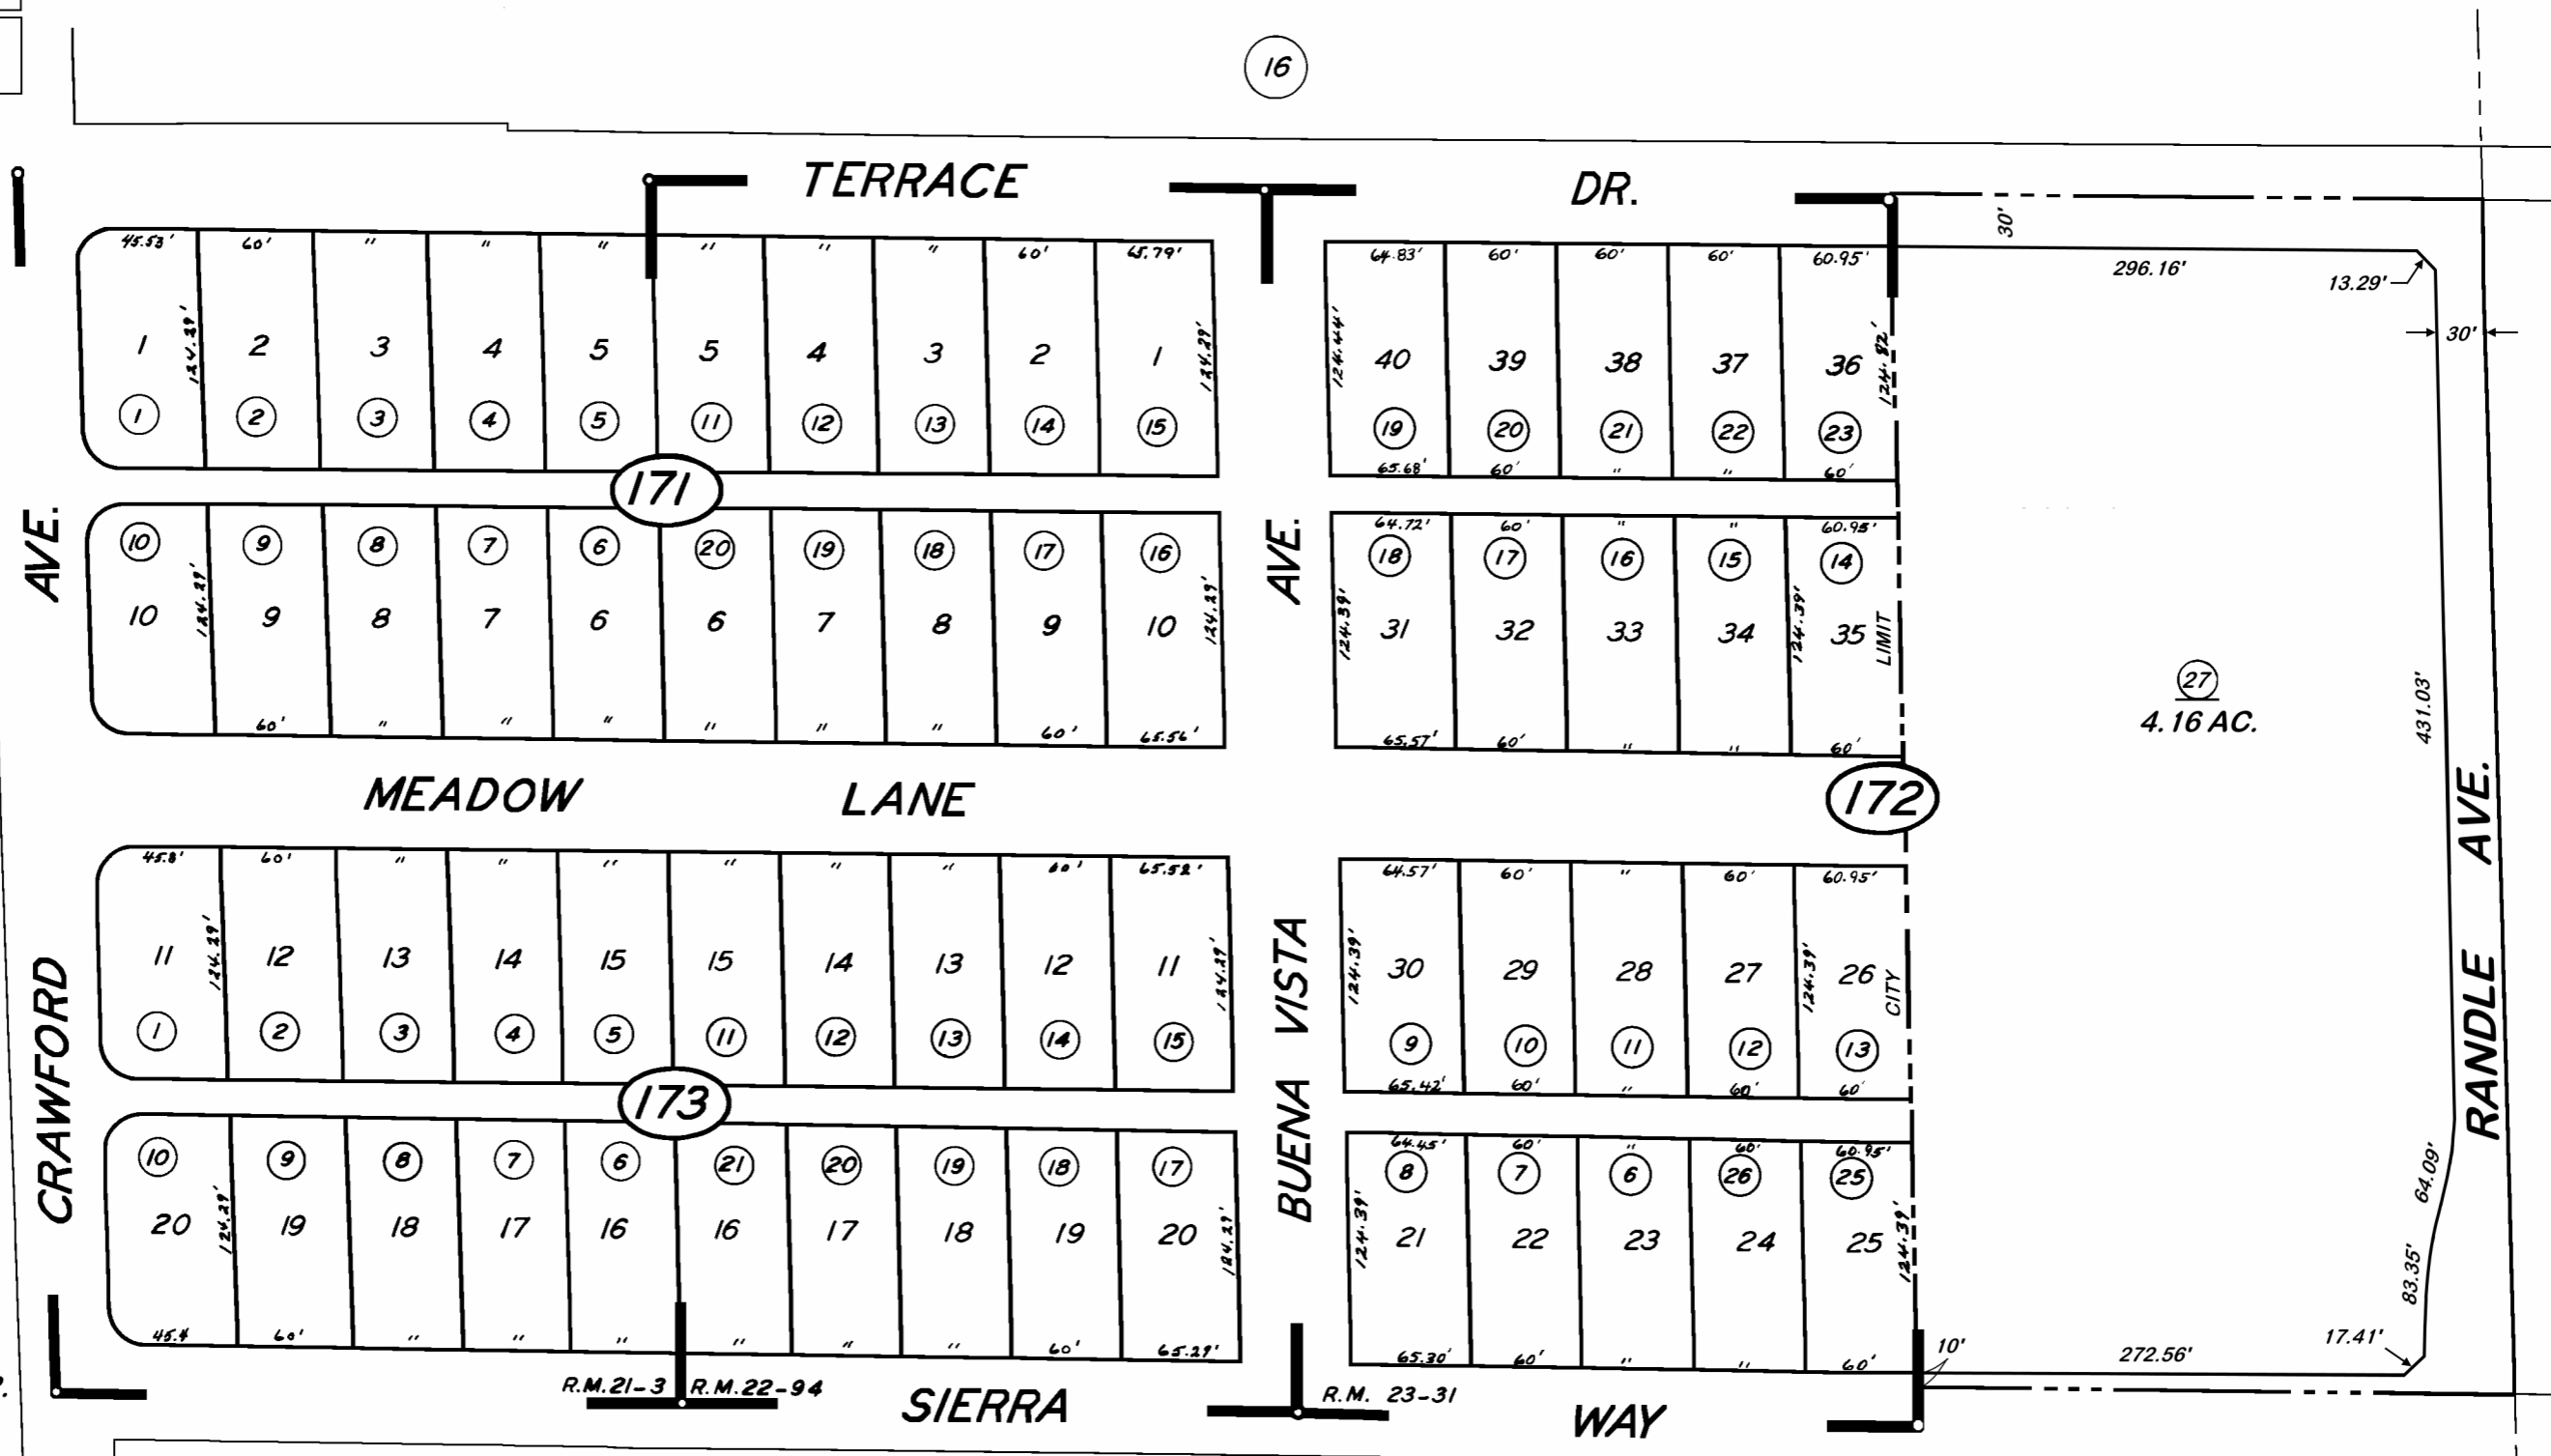 16
TERRACE DR.
45.53' 60' " " " " " " 60' 65.79' 64.83' 60' 60' 60' 60.95'
30'
296.16'
13.29'
30'
124.29' 124.29' 124.44' 124.82'
1 2 3 4 5 5 4 3 2 1 40 39 38 37 36
1 2 3 4 5 11 12 13 14 15 19 20 21 22 23
65.68' 60' " " 60'
171
AVE.
AVE.
64.72' 60' " " 60.95'
10 9 8 7 6 20 19 18 17 16 18 17 16 15 14
124.29' 124.29' 124.39' 124.39'
10 9 8 7 6 6 7 8 9 10 31 32 33 34 35
LIMIT
27
4.16 AC.
431.03'
60' " " " " " " 60' 65.56' 65.57' 60' " " 60'
MEADOW LANE
172
RANDLE AVE.
45.8' 60' " " " " " " 60' 65.52' 64.57' 60' " 60' 60.95'
124.29' 124.29' 124.39' 124.39'
11 12 13 14 15 15 14 13 12 11 30 29 28 27 26
CITY
1 2 3 4 5 11 12 13 14 15 9 10 11 12 13
CRAWFORD
BUENA VISTA
65.42' 60' " 60' 60'
173
64.45' 60' " 60' 60.95'
10 9 8 7 6 21 20 19 18 17 8 7 6 26 25
124.29' 124.29' 124.39' 124.39'
20 19 18 17 16 16 17 18 19 20 21 22 23 24 25
64.09'
83.35'
45.4 60' " " " " " " 60' 65.29' 65.30' 60' " " 60'
10'
272.56'
17.41'
R.M.21-3 R.M.22-94
R.M. 23-31
SIERRA WAY